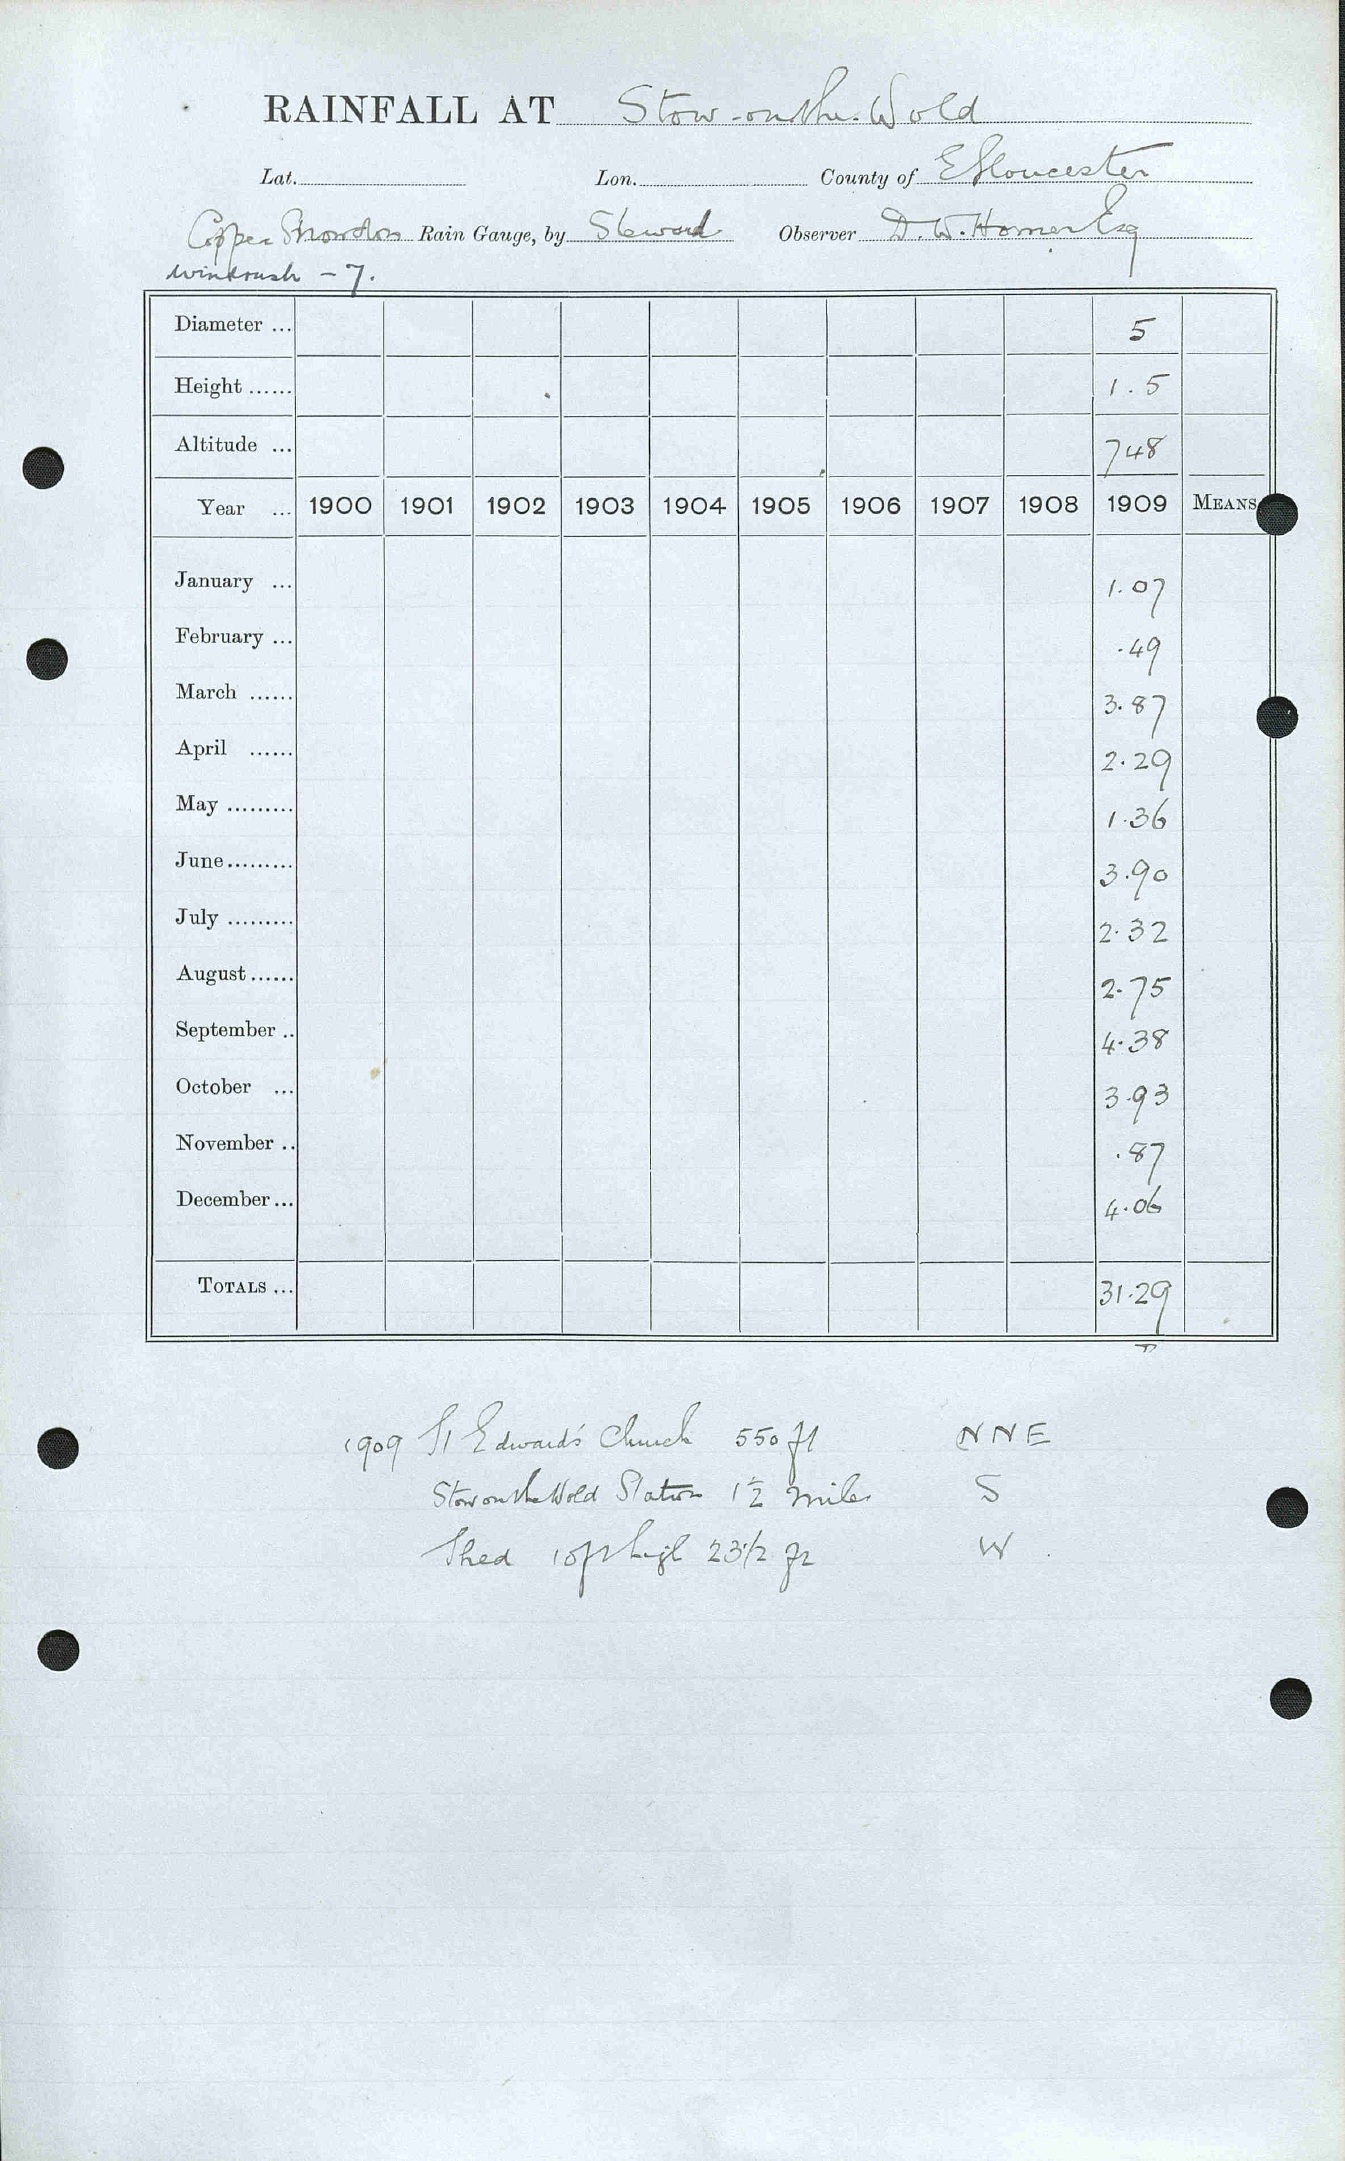 RAINFALL AT Stow-on-the-Wold
Lat. Lon. County of E Gloucester
Copper Snowdon Rain Gauge, by Steward Observer D. W. Horner Esq
Windrush - 7.
Diameter ... 5
Height ...... 1.5
Altitude ... 748
Year ... 1900 1901 1902 1903 1904 1905 1906 1907 1908 1909 MEANS
January ... 1.07
February ... .49
March ...... 3.87
April ...... 2.29
May ......... 1.36
June......... 3.90
July ......... 2.32
August...... 2.75
September .. 4.38
October ... 3.93
November .. .87
December... 4.06
TOTALS ... 31.29
1909 St Edward's Church 550 ft NNE
Stow on the Wold Station 1½ miles S
Shed 10ft high 23½ ft W